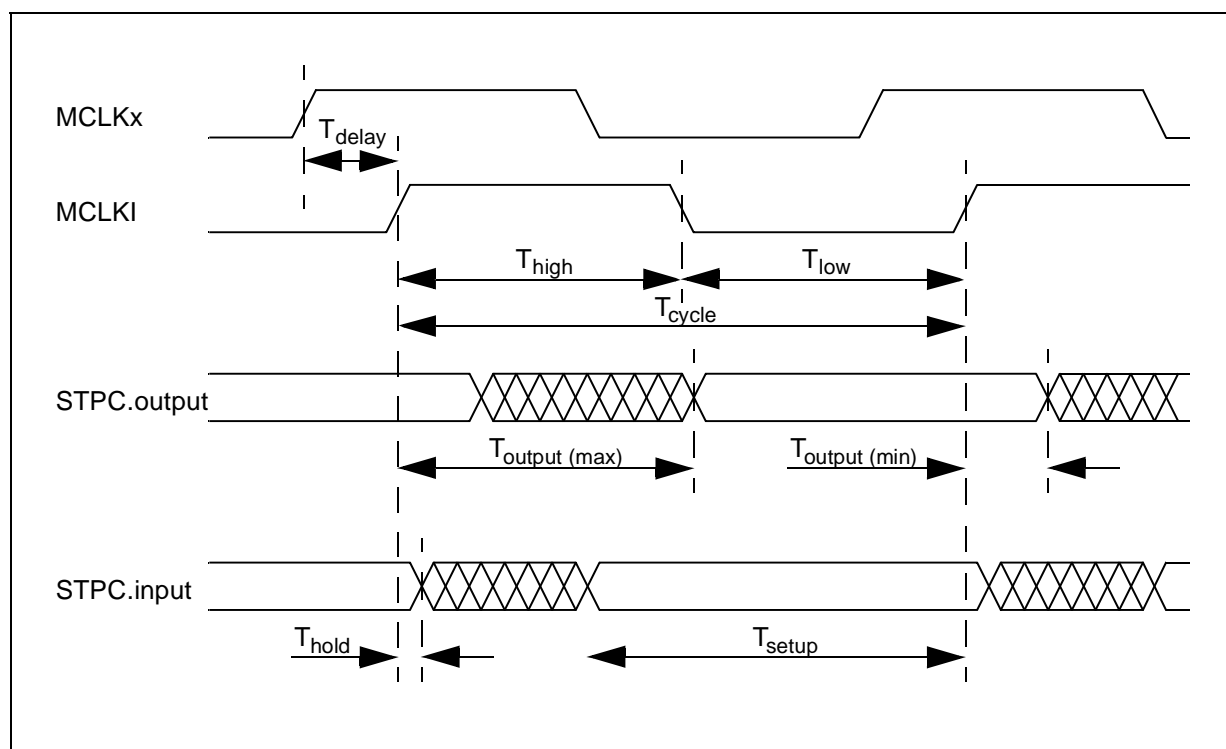 MCLKx
Tdelay
MCLKI
Thigh
Tlow
Tcycle
STPC.output
Toutput (max)
Toutput (min)
STPC.input
Thold
Tsetup